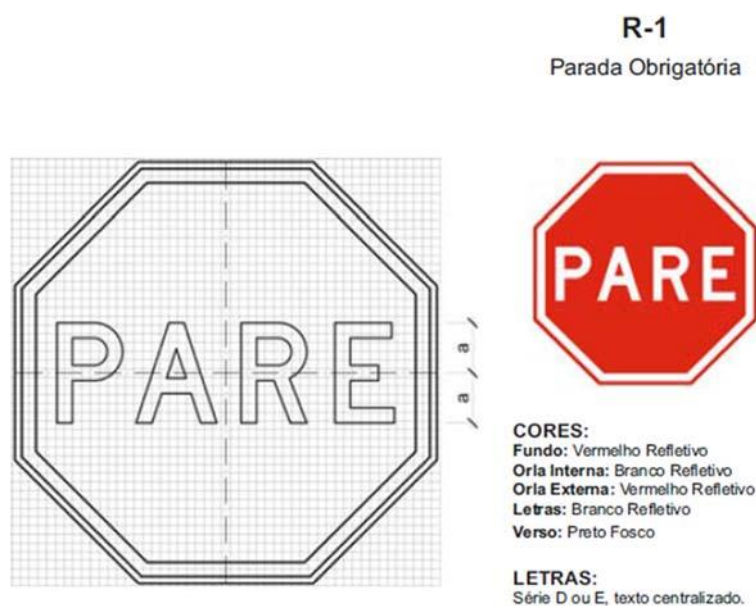 R-1
Parada Obrigatória
PARE
a
a
PARE
CORES:
Fundo: Vermelho Refletivo
Orla Interna: Branco Refletivo
Orla Externa: Vermelho Refletivo
Letras: Branco Refletivo
Verso: Preto Fosco
LETRAS:
Série D ou E, texto centralizado.